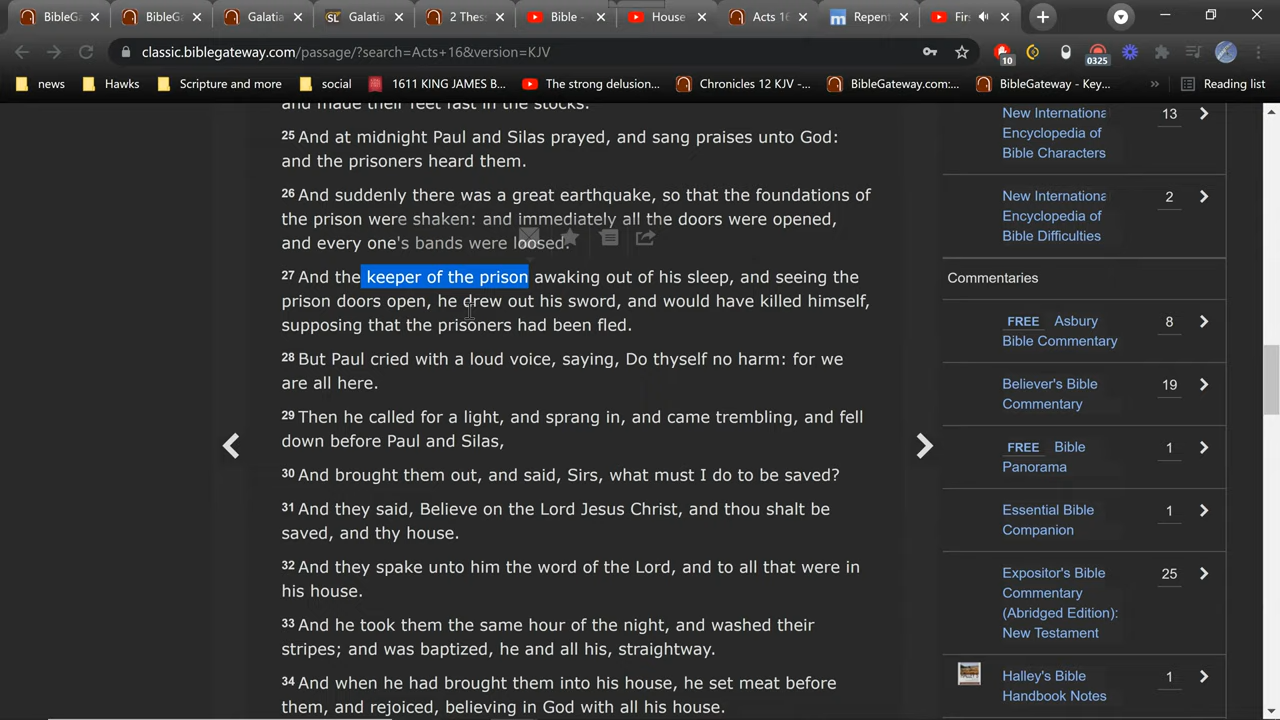 BibleGa
BibleG
Galatia
Galatia
2 Thess
Bible -
House
Acts 16
Repent
Firs
classic.biblegateway.com/passage/?search=Acts+16&version=KJV
10
0325
news
Hawks
Scripture and more
social
1611 KING JAMES B...
The strong delusion...
Chronicles 12 KJV -...
BibleGateway.com:...
BibleGateway - Key...
Reading list
and made their feet fast in the stocks.
25 And at midnight Paul and Silas prayed, and sang praises unto God:
and the prisoners heard them.
26 And suddenly there was a great earthquake, so that the foundations of
the prison were shaken: and immediately all the doors were opened,
and every one's bands were loosed.
27 And the keeper of the prison awaking out of his sleep, and seeing the
prison doors open, he drew out his sword, and would have killed himself,
supposing that the prisoners had been fled.
28 But Paul cried with a loud voice, saying, Do thyself no harm: for we
are all here.
29 Then he called for a light, and sprang in, and came trembling, and fell
down before Paul and Silas,
30 And brought them out, and said, Sirs, what must I do to be saved?
31 And they said, Believe on the Lord Jesus Christ, and thou shalt be
saved, and thy house.
32 And they spake unto him the word of the Lord, and to all that were in
his house.
33 And he took them the same hour of the night, and washed their
stripes; and was baptized, he and all his, straightway.
34 And when he had brought them into his house, he set meat before
them, and rejoiced, believing in God with all his house.
New International 13
Encyclopedia of
Bible Characters
New International 2
Encyclopedia of
Bible Difficulties
Commentaries
FREE Asbury 8
Bible Commentary
Believer's Bible 19
Commentary
FREE Bible 1
Panorama
Essential Bible 1
Companion
Expositor's Bible 25
Commentary
(Abridged Edition):
New Testament
Halley's Bible 1
Handbook Notes